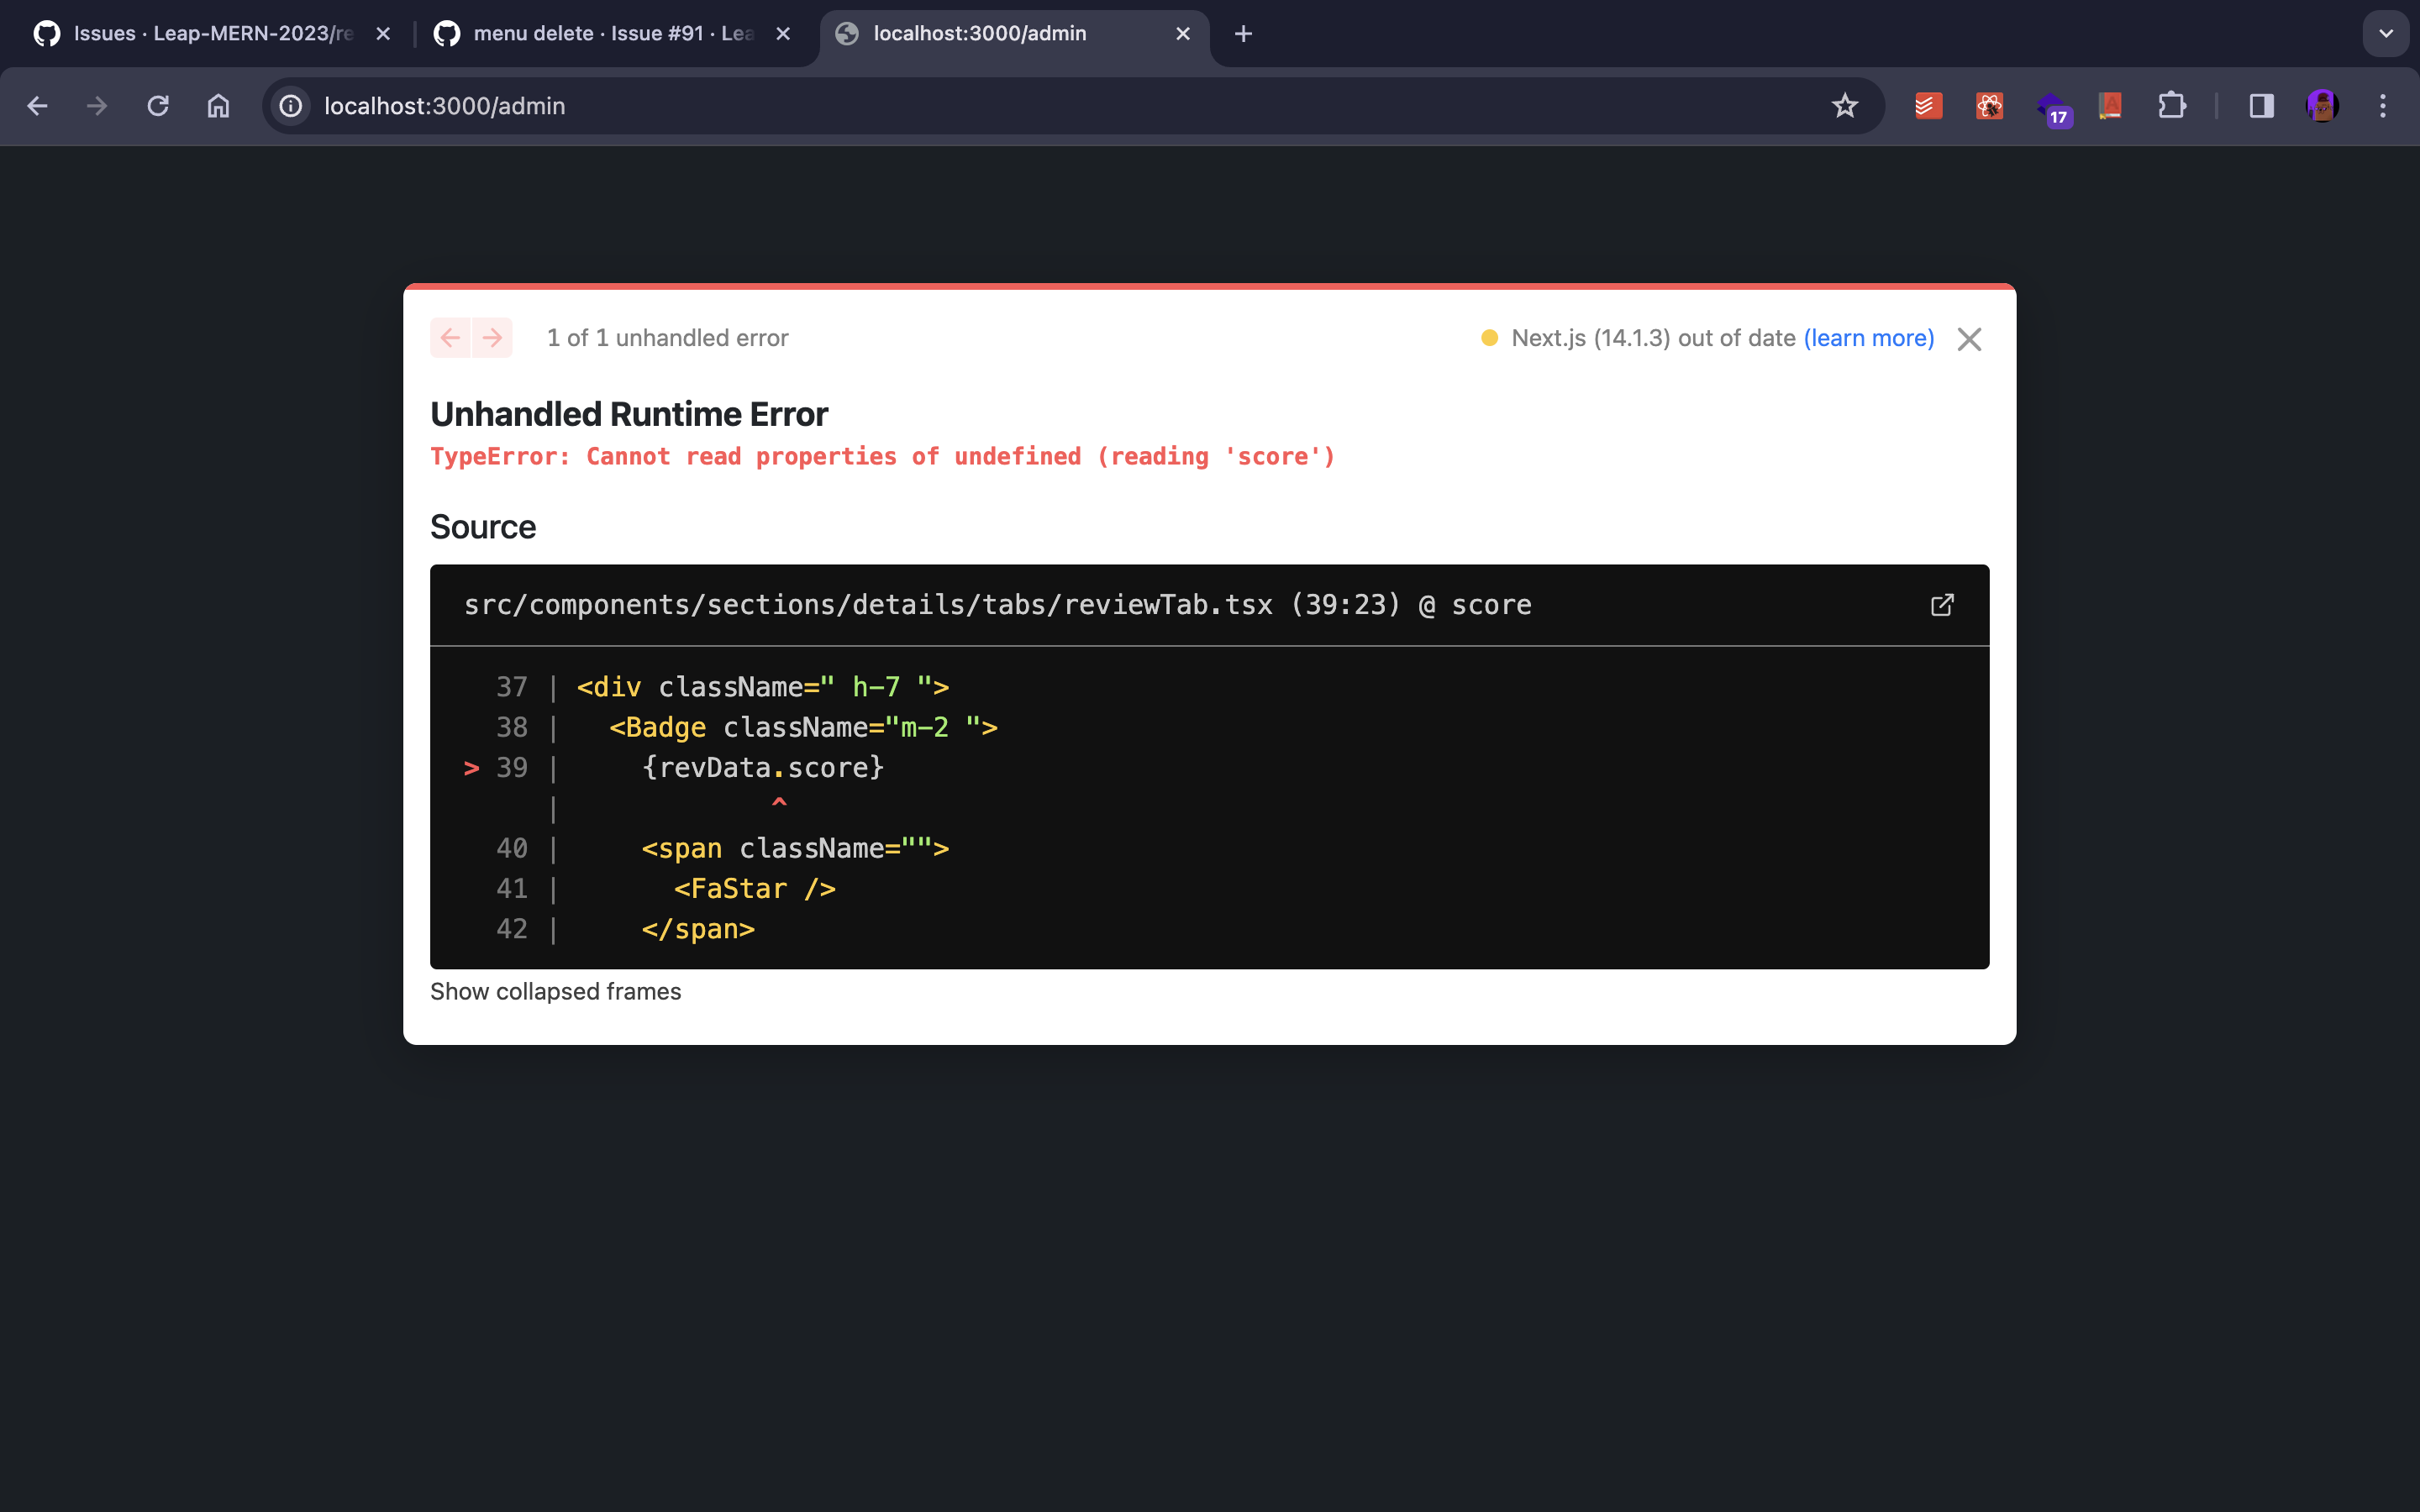 Issues · Leap-MERN-2023/re
menu delete · Issue #91 · Lea
localhost:3000/admin
localhost:3000/admin
17
1 of 1 unhandled error
Next.js (14.1.3) out of date (learn more)
Unhandled Runtime Error
TypeError: Cannot read properties of undefined (reading 'score')
Source
src/components/sections/details/tabs/reviewTab.tsx (39:23) @ score
37 | <div className=" h-7 ">
38 |   <Badge className="m-2 ">
> 39 |     {revData.score}
|             ^
40 |     <span className="">
41 |       <FaStar />
42 |     </span>
Show collapsed frames